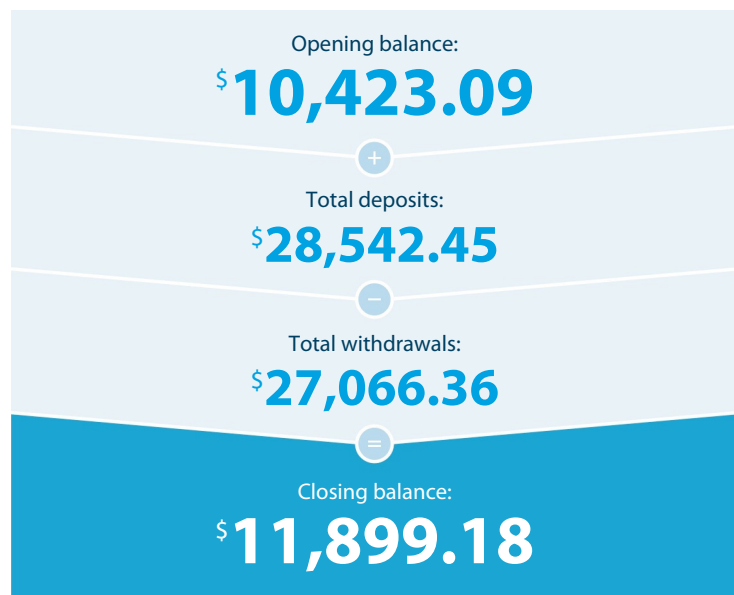 Opening balance:
$10,423.09
+
Total deposits:
$28,542.45
−
Total withdrawals:
$27,066.36
=
Closing balance:
$11,899.18